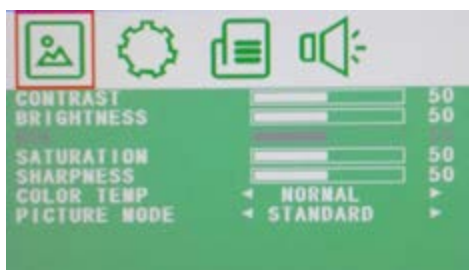 CONTRAST 50
BRIGHTNESS 50
SATURATION 50
SHARPNESS 50
COLOR TEMP NORMAL
PICTURE MODE STANDARD